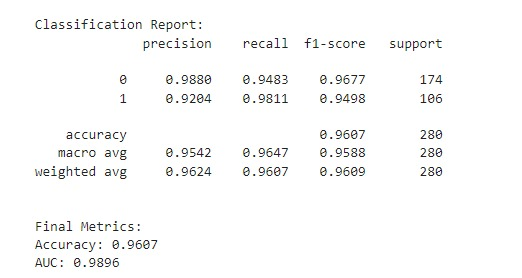 Classification Report:
precision recall f1-score support
0 0.9880 0.9483 0.9677 174
1 0.9204 0.9811 0.9498 106
accuracy 0.9607 280
macro avg 0.9542 0.9647 0.9588 280
weighted avg 0.9624 0.9607 0.9609 280
Final Metrics:
Accuracy: 0.9607
AUC: 0.9896